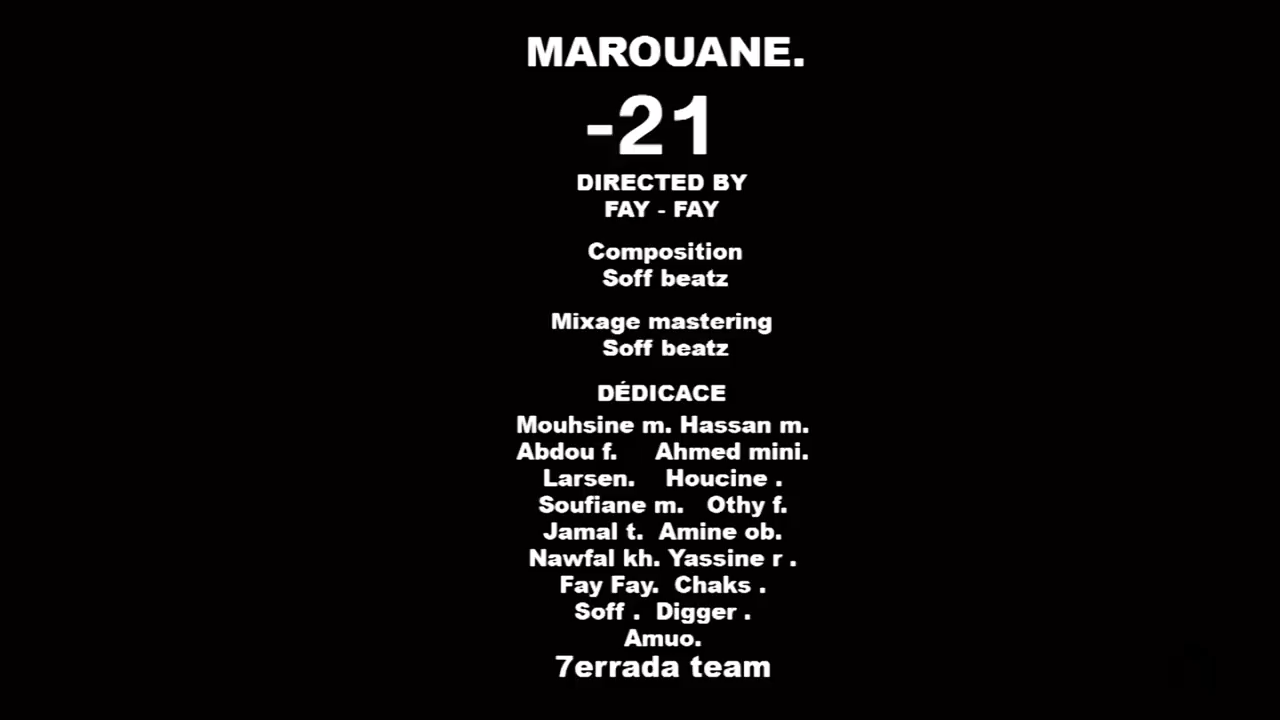 MAROUANE.
-21
DIRECTED BY
FAY - FAY
Composition
Soff beatz
Mixage mastering
Soff beatz
DÉDICACE
Mouhsine m. Hassan m.
Abdou f. Ahmed mini.
Larsen. Houcine .
Soufiane m. Othy f.
Jamal t. Amine ob.
Nawfal kh. Yassine r .
Fay Fay. Chaks .
Soff . Digger .
Amuo.
7errada team